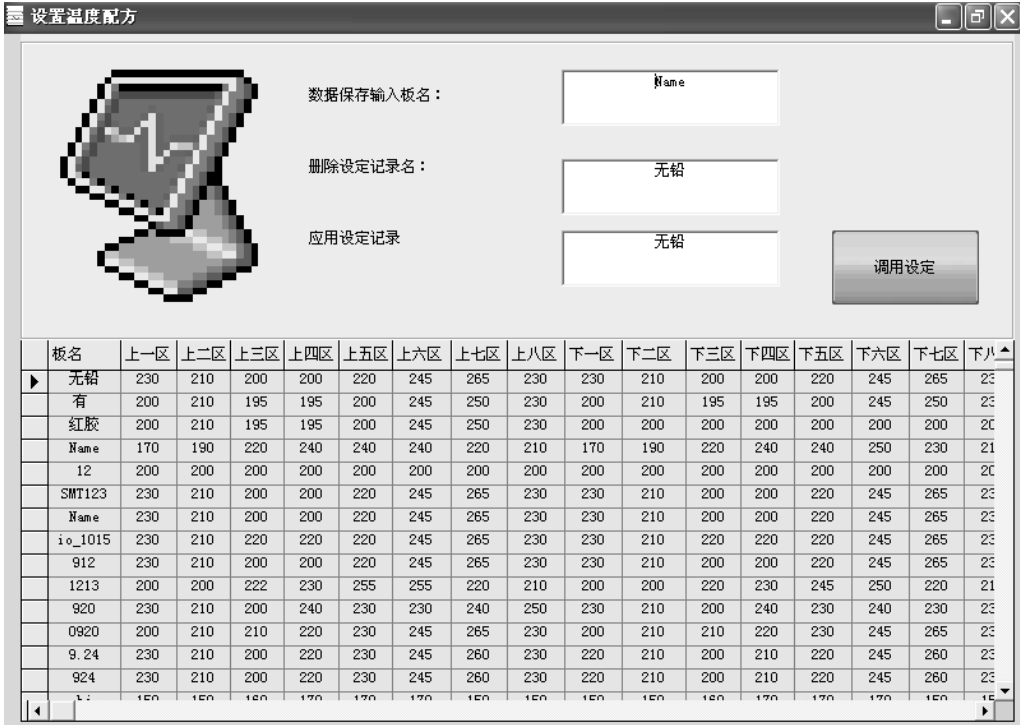 设置温度配方
数据保存输入板名：
Name
删除设定记录名：
无铅
应用设定记录
无铅
调用设定
板名 上一区 上二区 上三区 上四区 上五区 上六区 上七区 上八区 下一区 下二区 下三区 下四区 下五区 下六区 下七区
无铅 230 210 200 200 220 245 265 230 230 210 200 200 220 245 265
有 200 210 195 195 200 245 250 230 200 210 195 195 200 245 250
红胶 200 210 195 195 200 245 250 230 200 200 200 200 200 200 200
Name 170 190 220 240 240 240 220 210 170 190 220 240 240 250 230
12 200 200 200 200 200 200 200 200 200 200 200 200 200 200 200
SMT123 230 210 200 200 220 245 265 230 230 210 200 200 220 245 265
Name 230 210 200 200 220 245 265 230 230 210 200 200 220 245 265
io_1015 230 210 220 220 220 245 265 230 230 210 220 220 220 245 265
912 230 210 200 200 220 245 265 230 230 210 200 200 220 245 265
1213 200 200 222 230 255 255 220 210 200 200 220 230 245 250 220
920 230 210 200 240 230 230 240 250 230 210 200 240 230 240 230
0920 200 210 210 220 230 245 265 230 200 210 210 220 230 245 265
9.24 230 210 200 220 230 245 260 230 220 210 200 210 220 245 260
924 230 210 200 220 230 245 260 230 220 210 200 210 220 245 260